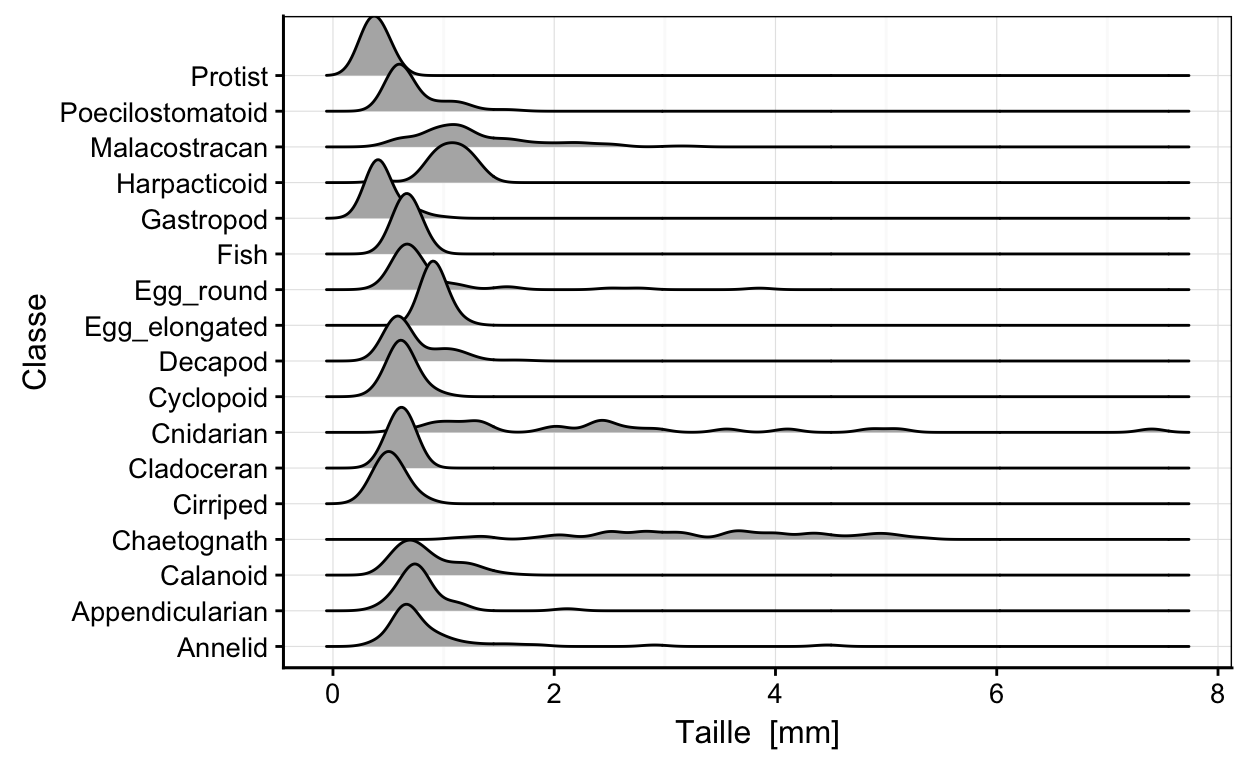 Classe
Protist
Poecilostomatoid
Malacostracan
Harpacticoid
Gastropod
Fish
Egg_round
Egg_elongated
Decapod
Cyclopoid
Cnidarian
Cladoceran
Cirriped
Chaetognath
Calanoid
Appendicularian
Annelid
0 2 4 6 8
Taille [mm]